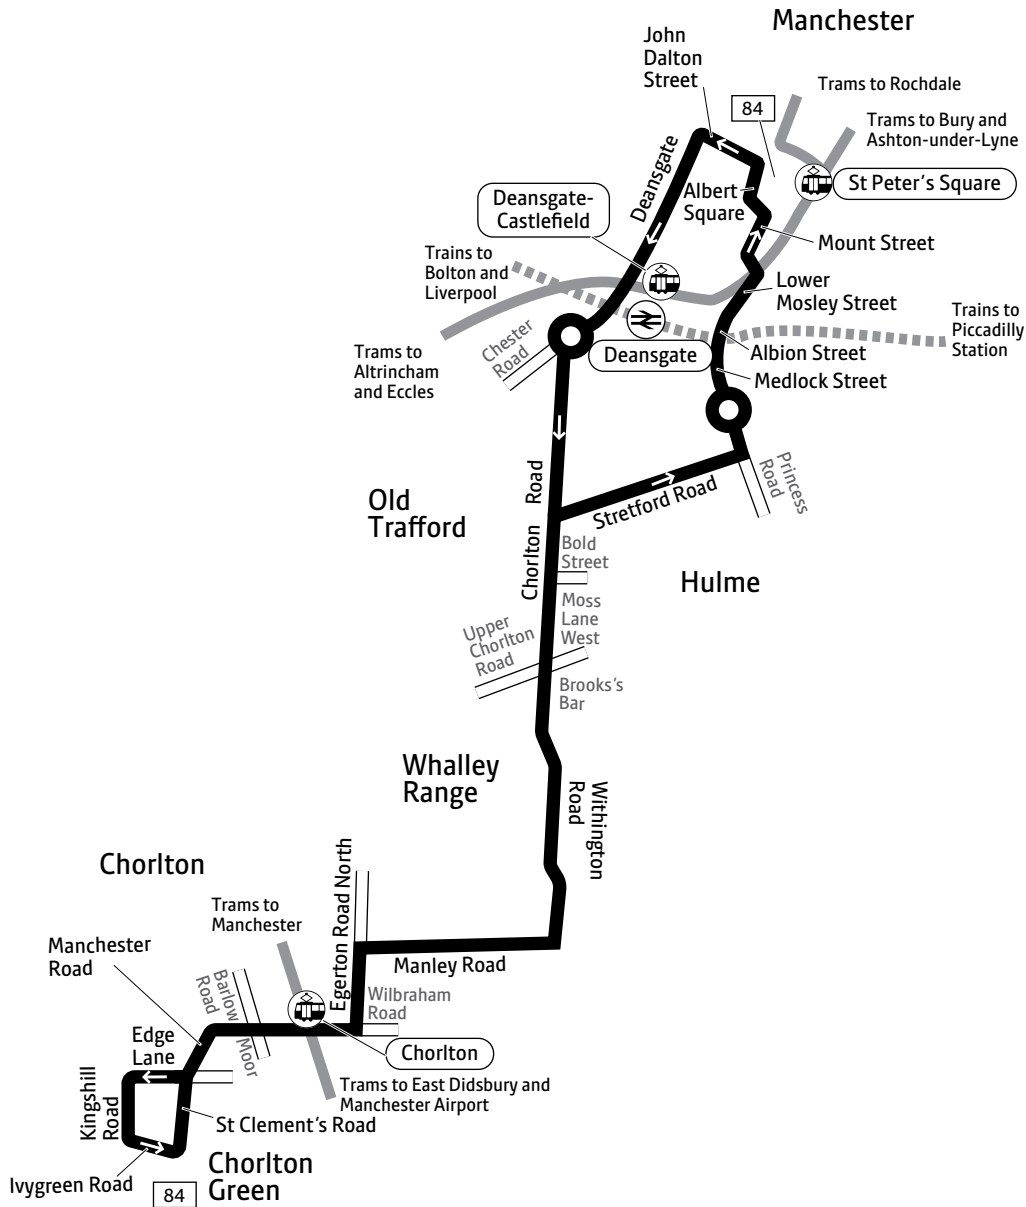 Manchester
John
Dalton
Street
Trams to Rochdale
84
Trams to Bury and
Ashton-under-Lyne
Deansgate
Albert
Square
St Peter's Square
Deansgate-
Castlefield
Mount Street
Trains to
Bolton and
Liverpool
Lower
Mosley Street
Trains to
Piccadilly
Station
Chester
Road
Trams to
Altrincham
and Eccles
Deansgate
Albion Street
Medlock Street
Princess
Road
Stretford Road
Old
Trafford
Chorlton Road
Bold
Street
Hulme
Moss
Lane
West
Upper
Chorlton
Road
Brooks's
Bar
Whalley
Range
Withington
Road
Chorlton
Egerton Road North
Trams to
Manchester
Manchester
Road
Manley Road
Barlow Moor
Road
Wilbraham
Road
Edge
Lane
Chorlton
Trams to East Didsbury and
Manchester Airport
Kingshill
Road
St Clement's Road
Ivygreen Road
Chorlton
Green
84